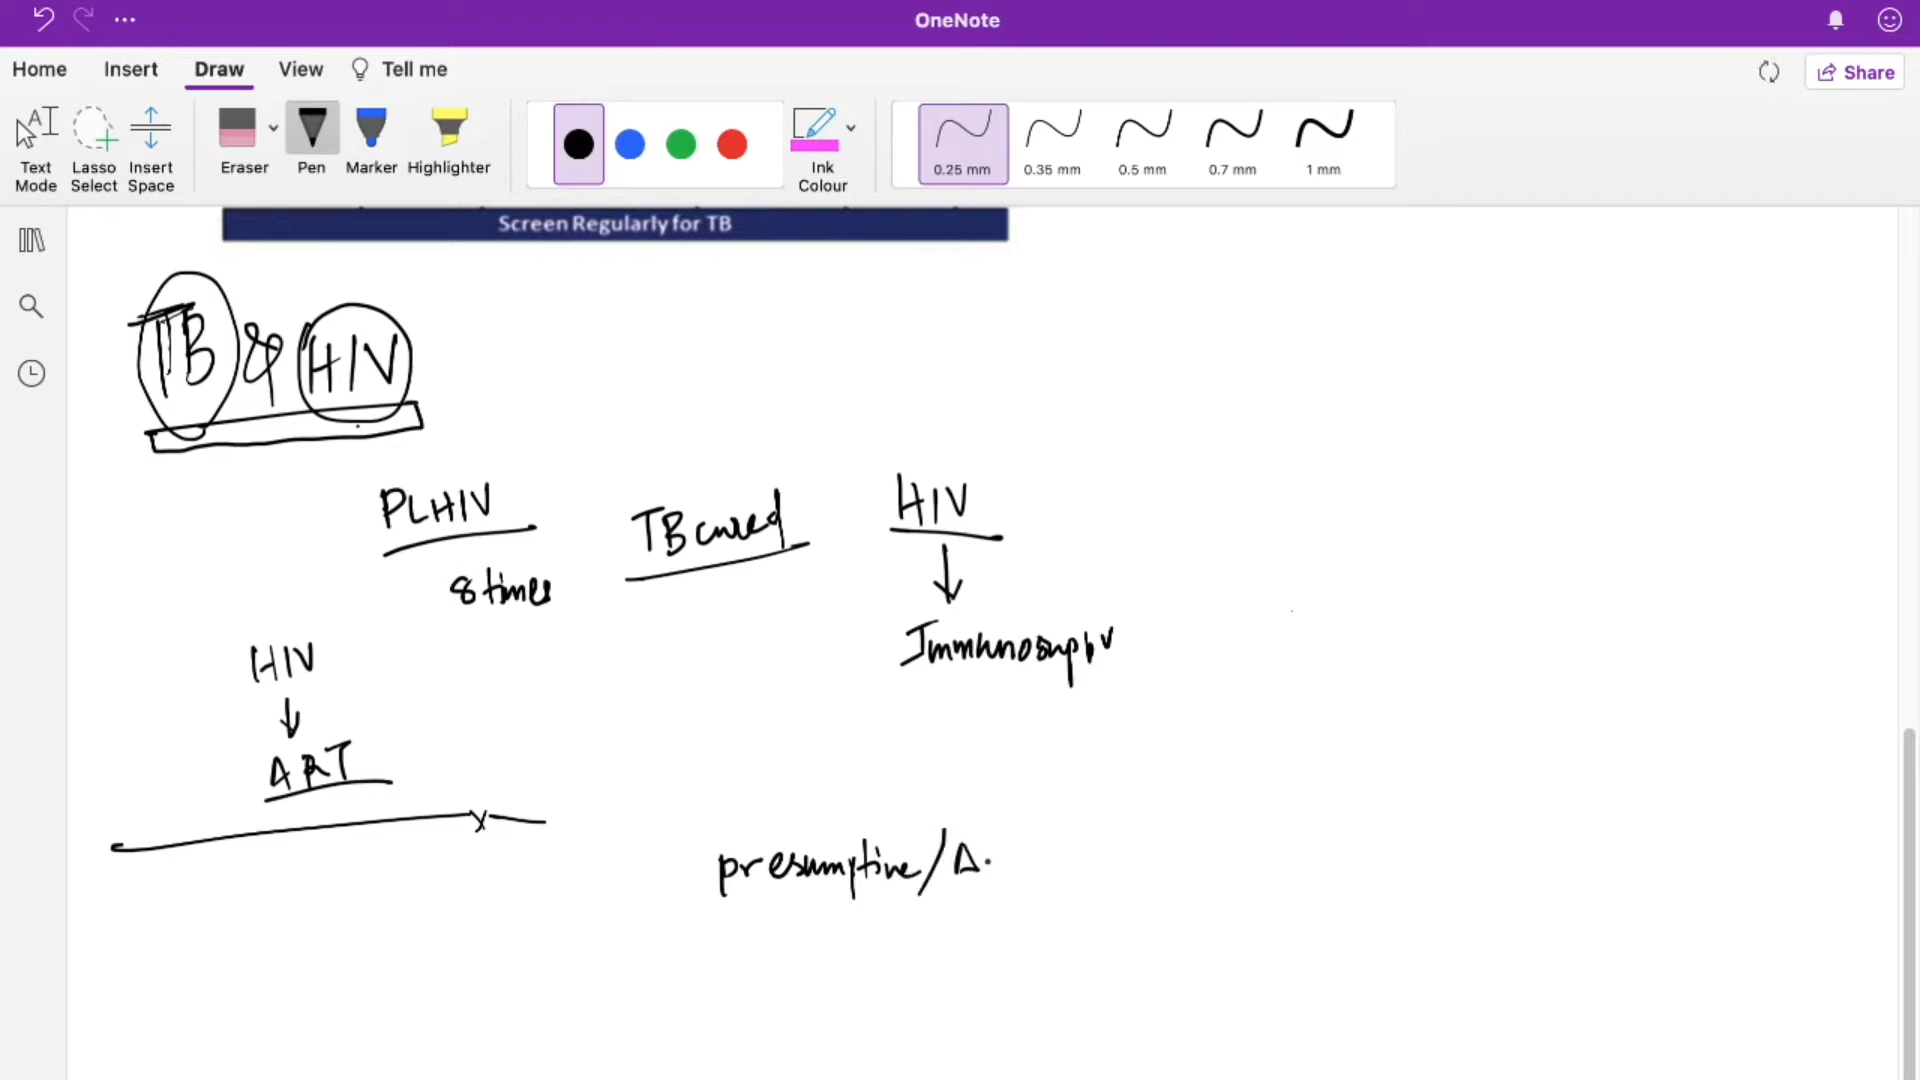 OneNote
Home Insert Draw View Tell me
Share
Text Mode
Lasso Select
Insert Space
Eraser
Pen
Marker
Highlighter
Ink Colour
0.25 mm
0.35 mm
0.5 mm
0.7 mm
1 mm
Screen Regularly for TB
TB & HIV
PLHIV
8 times
TB cured
HIV
↓
Immunosupp
HIV
↓
ART
presumptive/Δ.